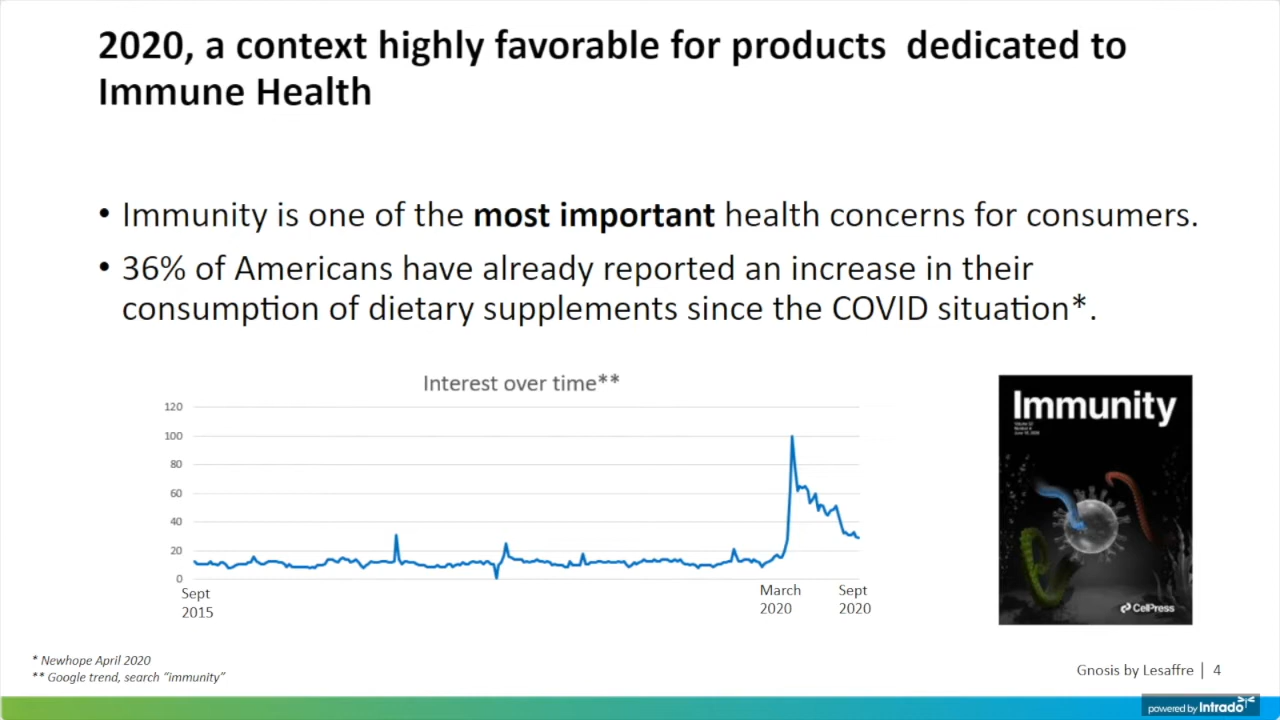 2020, a context highly favorable for products dedicated to
Immune Health
• Immunity is one of the most important health concerns for consumers.
• 36% of Americans have already reported an increase in their
consumption of dietary supplements since the COVID situation*.
Interest over time**
120
100
80
60
40
20
0
Sept
2015
March
2020
Sept
2020
Immunity
CellPress
* Newhope April 2020
** Google trend, search “immunity”
Gnosis by Lesaffre | 4
powered by Intrado